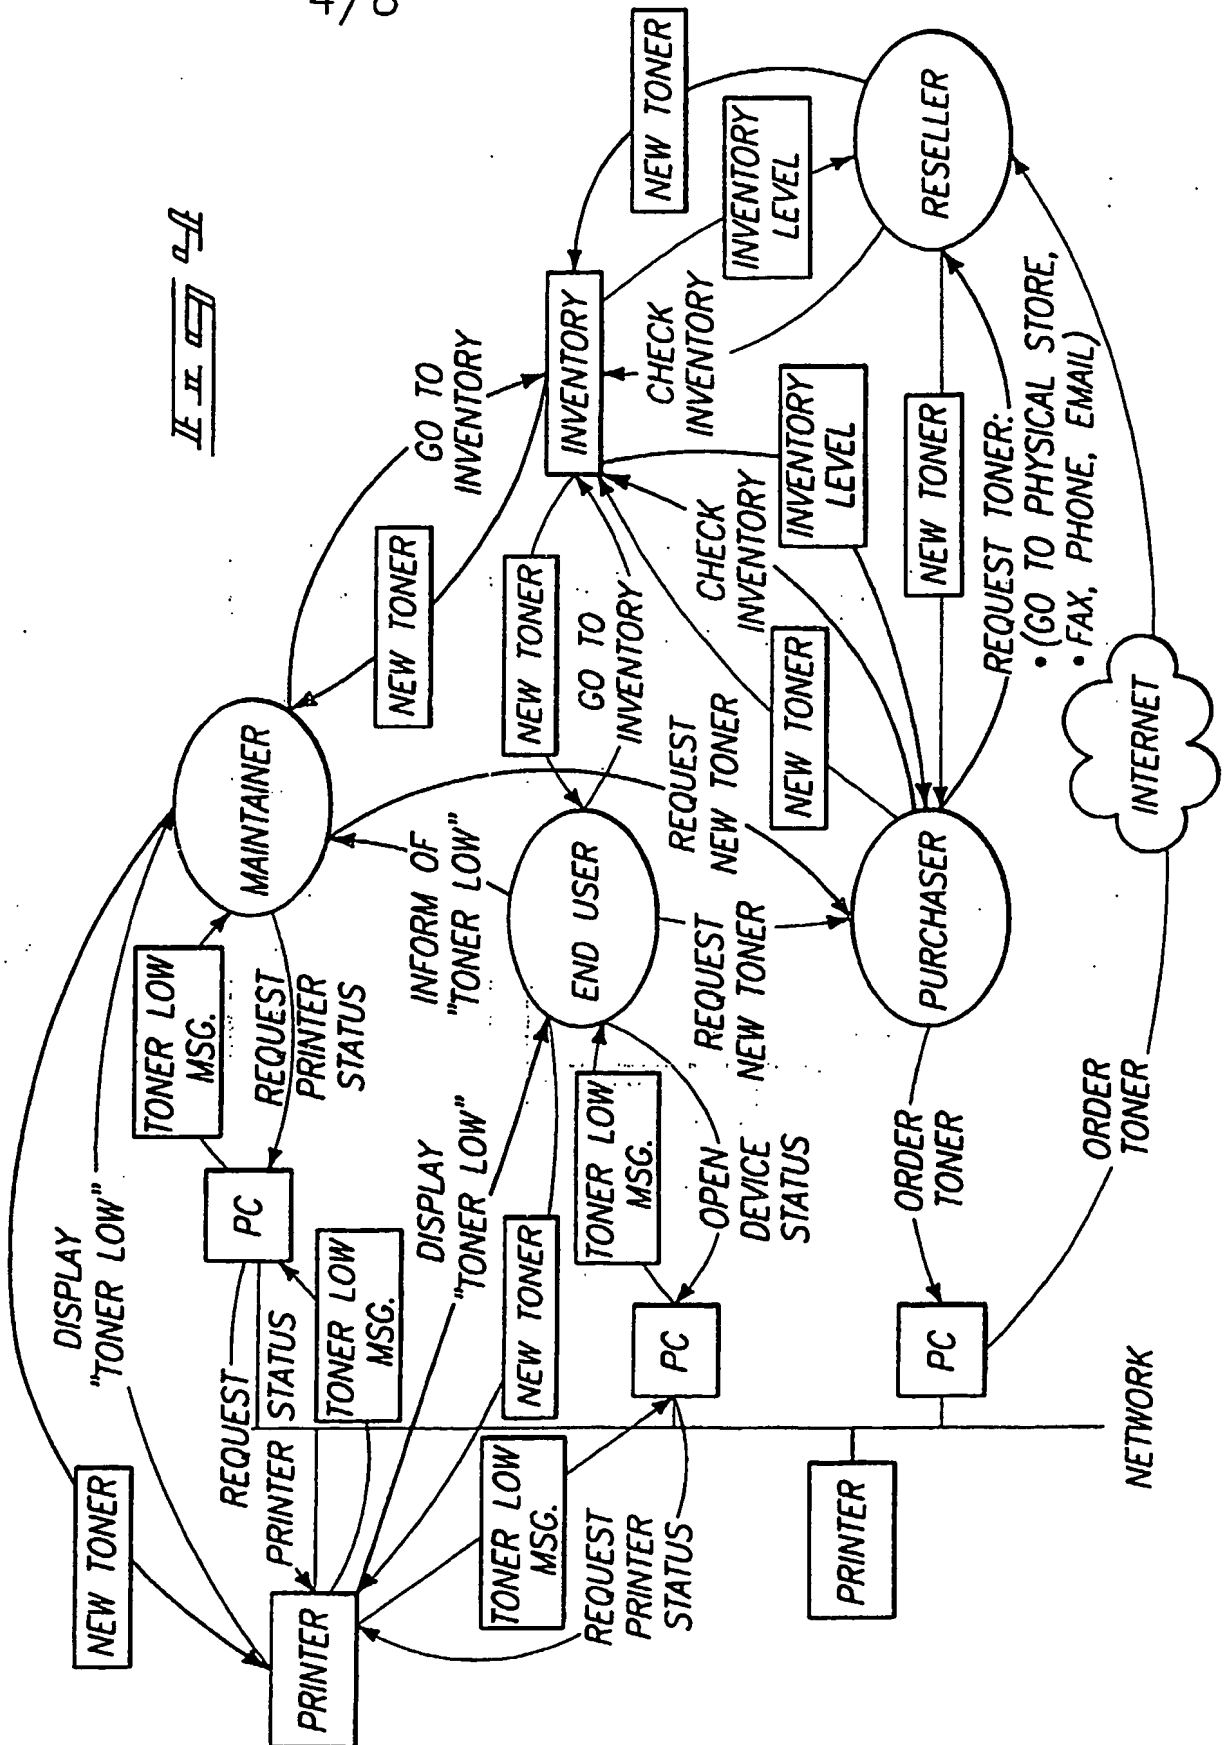 4/8
FIG 4
NEW TONER
DISPLAY
"TONER LOW"
TONER LOW
MSG.
MAINTAINER
REQUEST
PRINTER
STATUS
PC
REQUEST
PRINTER STATUS
TONER LOW
MSG.
PRINTER
GO TO
INVENTORY
NEW TONER
INVENTORY
NEW TONER
INVENTORY
LEVEL
CHECK
INVENTORY
RESELLER
INFORM OF
"TONER LOW"
DISPLAY
"TONER LOW"
NEW TONER
TONER LOW
MSG.
REQUEST
PRINTER
STATUS
END USER
TONER LOW
MSG.
OPEN
DEVICE
STATUS
PC
NEW TONER
GO TO
INVENTORY
REQUEST
NEW TONER
REQUEST
NEW TONER
CHECK
INVENTORY
INVENTORY
LEVEL
NEW TONER
NEW TONER
PURCHASER
REQUEST TONER:
• (GO TO PHYSICAL STORE,
• FAX, PHONE, EMAIL)
ORDER
TONER
PC
PRINTER
ORDER
TONER
INTERNET
NETWORK